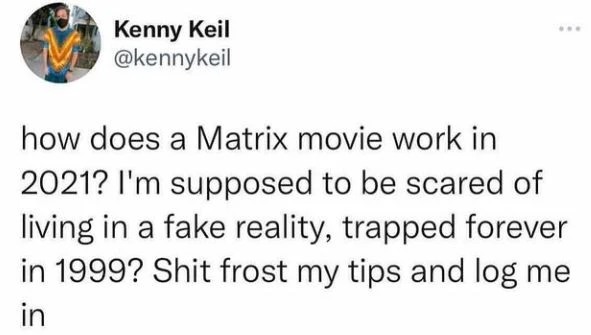 Kenny Keil
@kennykeil
how does a Matrix movie work in
2021? I'm supposed to be scared of
living in a fake reality, trapped forever
in 1999? Shit frost my tips and log me
in